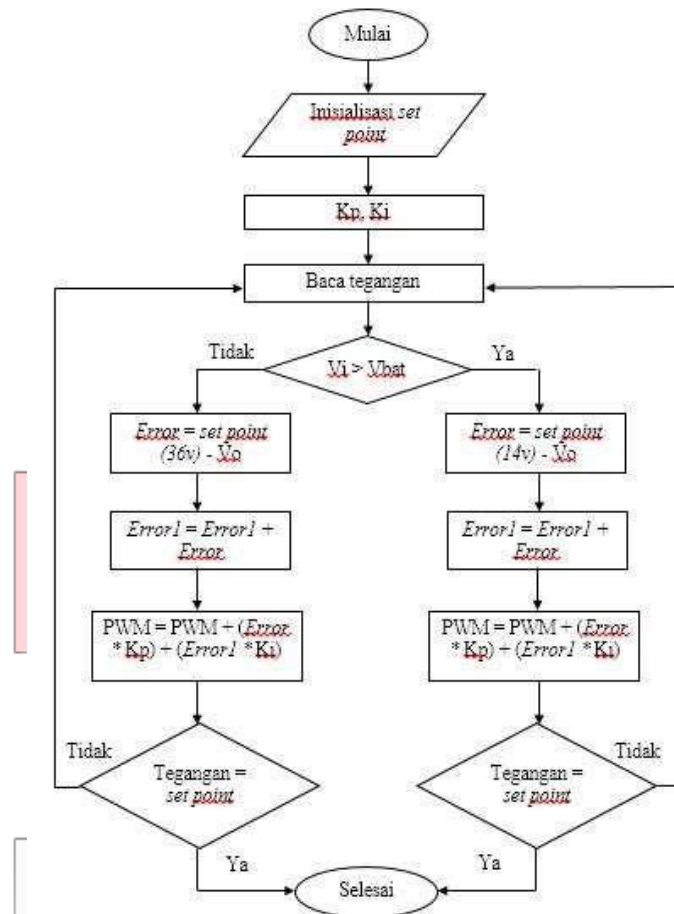 Mulai
Inisialisasi set
point
Kp, Ki
Baca tegangan
Tidak
Vi > Vbat
Ya
Error = set point
(36v) - Vo
Error = set point
(14v) - Vo
Error1 = Error1 +
Error
Error1 = Error1 +
Error
PWM = PWM + (Error
* Kp) + (Error1 *Ki)
PWM = PWM + (Error
* Kp) + (Error1 *Ki)
Tidak
Tegangan =
set point
Tegangan =
set point
Tidak
Ya
Selesai
Ya